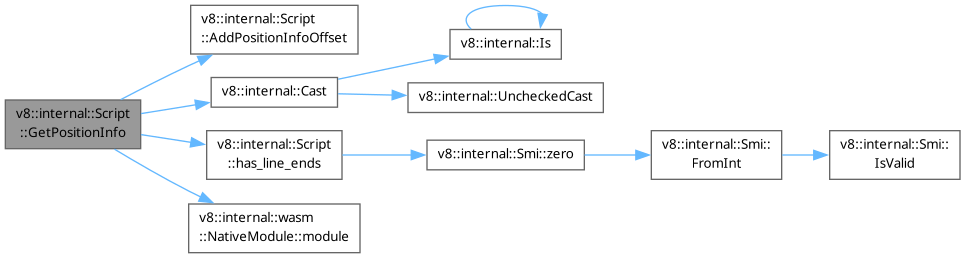 v8::internal::Script
::GetPositionInfo
v8::internal::Script
::AddPositionInfoOffset
v8::internal::Cast
v8::internal::Is
v8::internal::UncheckedCast
v8::internal::Script
::has_line_ends
v8::internal::Smi::zero
v8::internal::Smi::
FromInt
v8::internal::Smi::
IsValid
v8::internal::wasm
::NativeModule::module